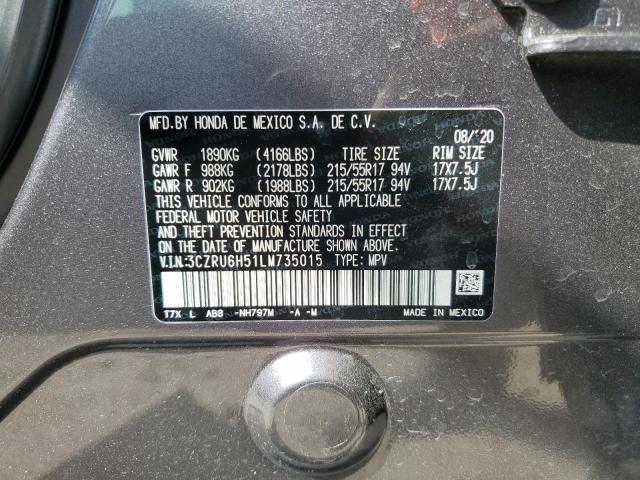 MFD.BY HONDA DE MEXICO S.A. DE C.V.
08/20
GVWR 1890KG (4166LBS) TIRE SIZE RIM SIZE
GAWR F 988KG (2178LBS) 215/55R17 94V 17X7.5J
GAWR R 902KG (1988LBS) 215/55R17 94V 17X7.5J
THIS VEHICLE CONFORMS TO ALL APPLICABLE
FEDERAL MOTOR VEHICLE SAFETY
AND THEFT PREVENTION STANDARDS IN EFFECT
ON THE DATE OF MANUFACTURE SHOWN ABOVE.
V.I.N:3CZRU6H51LM735015 TYPE: MPV
T7X L AB8 -NH797M -A -M MADE IN MEXICO